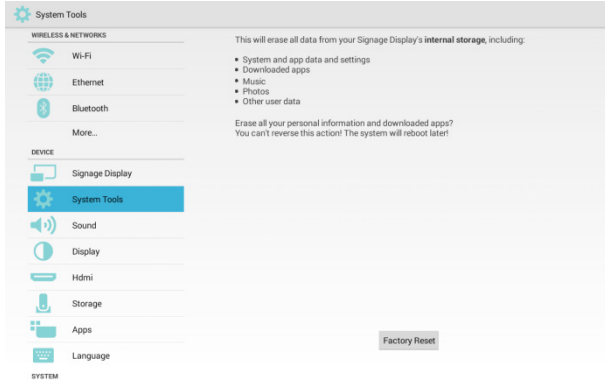 System Tools
WIRELESS & NETWORKS
Wi-Fi
Ethernet
Bluetooth
More...
DEVICE
Signage Display
System Tools
Sound
Display
Hdmi
Storage
Apps
Language
SYSTEM
This will erase all data from your Signage Display's internal storage, including:
• System and app data and settings
• Downloaded apps
• Music
• Photos
• Other user data
Erase all your personal information and downloaded apps?
You can't reverse this action! The system will reboot later!
Factory Reset